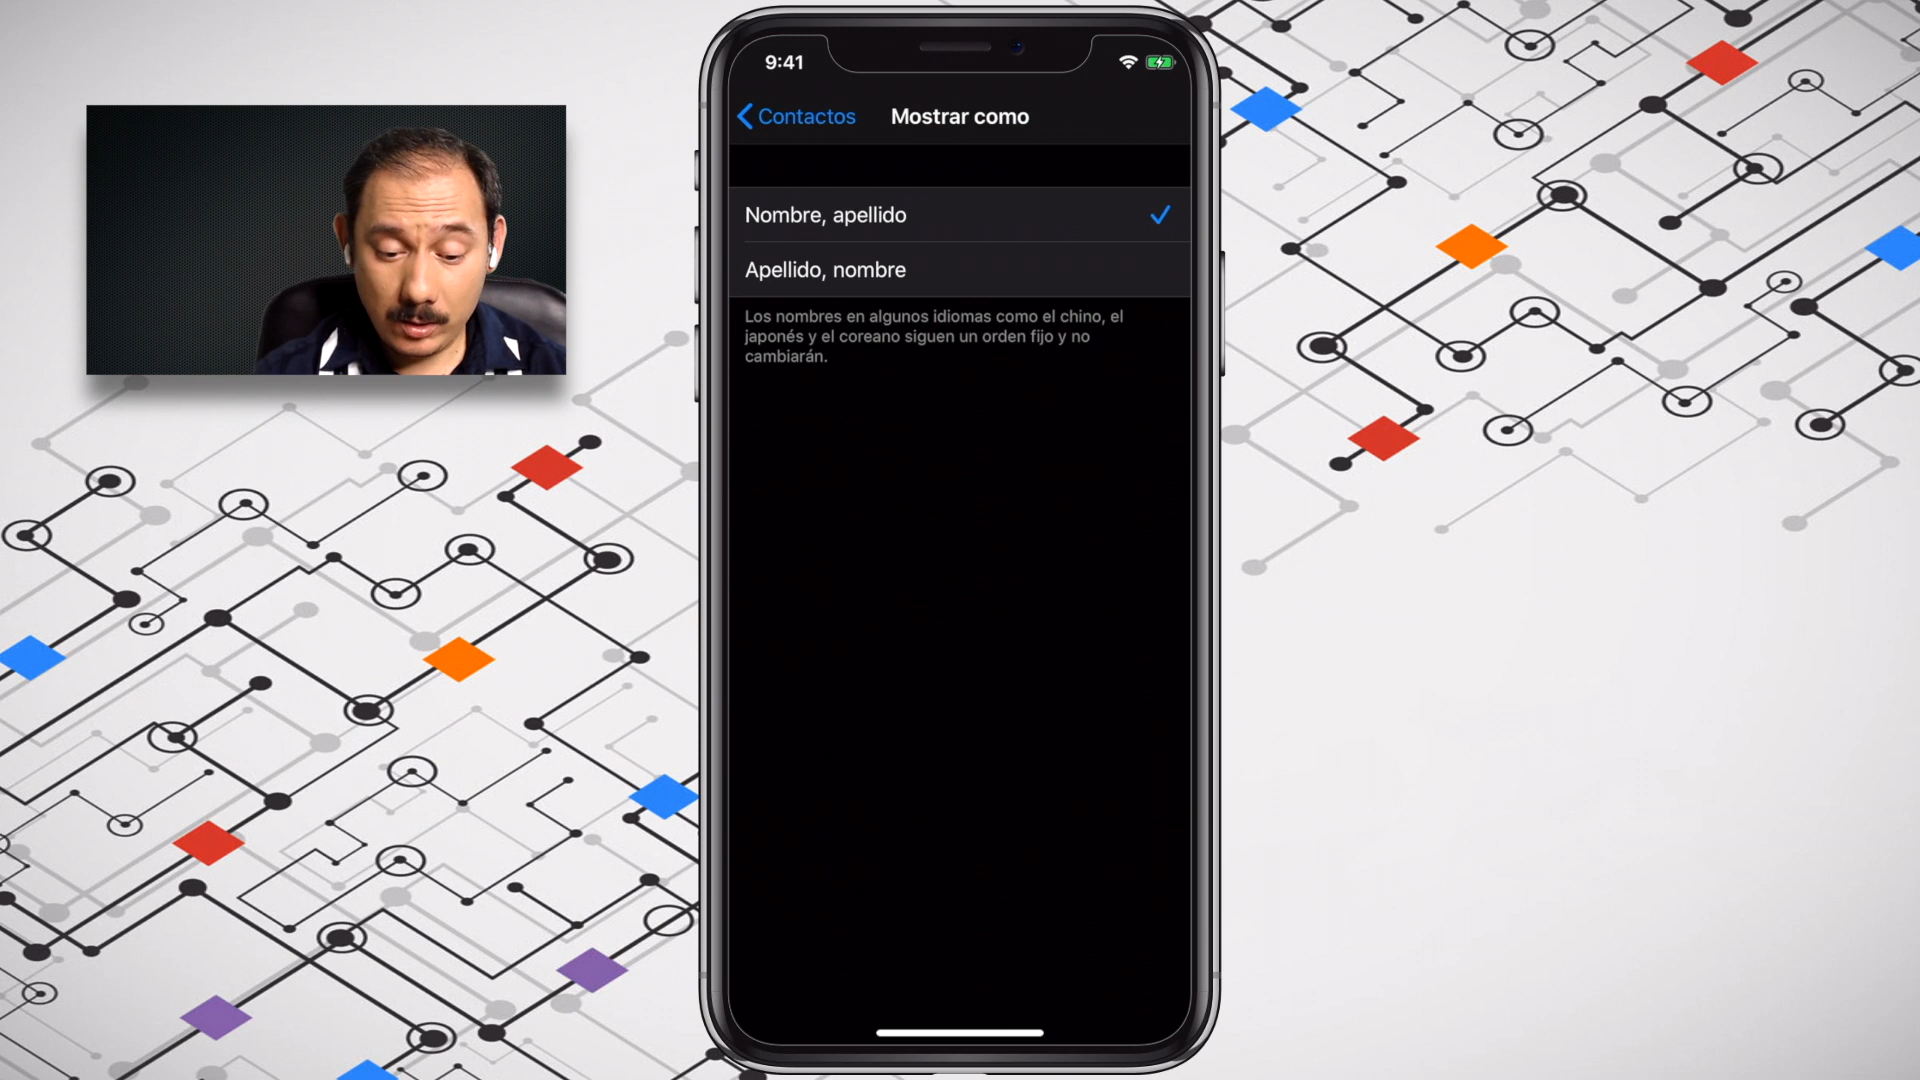 9:41
Contactos
Mostrar como
Nombre, apellido
Apellido, nombre
Los nombres en algunos idiomas como el chino, el
japonés y el coreano siguen un orden fijo y no
cambiarán.